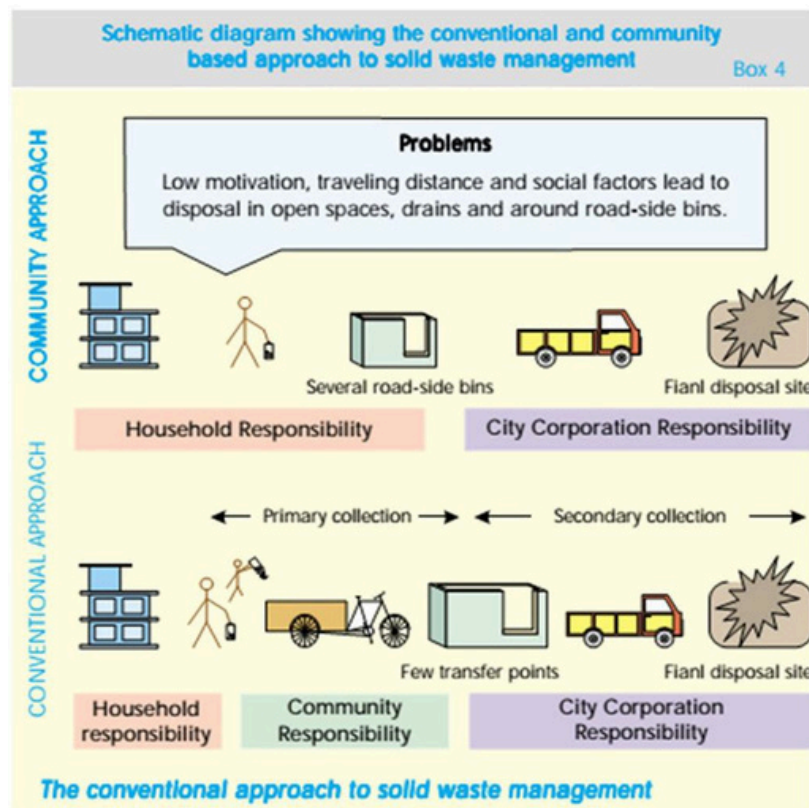 Schematic diagram showing the conventional and community
based approach to solid waste management
Box 4
COMMUNITY APPROACH
Problems
Low motivation, traveling distance and social factors lead to
disposal in open spaces, drains and around road-side bins.
Several road-side bins
Fianl disposal site
Household Responsibility
City Corporation Responsibility
CONVENTIONAL APPROACH
Primary collection
Secondary collection
Few transfer points
Fianl disposal site
Household
responsibility
Community
Responsibility
City Corporation
Responsibility
The conventional approach to solid waste management